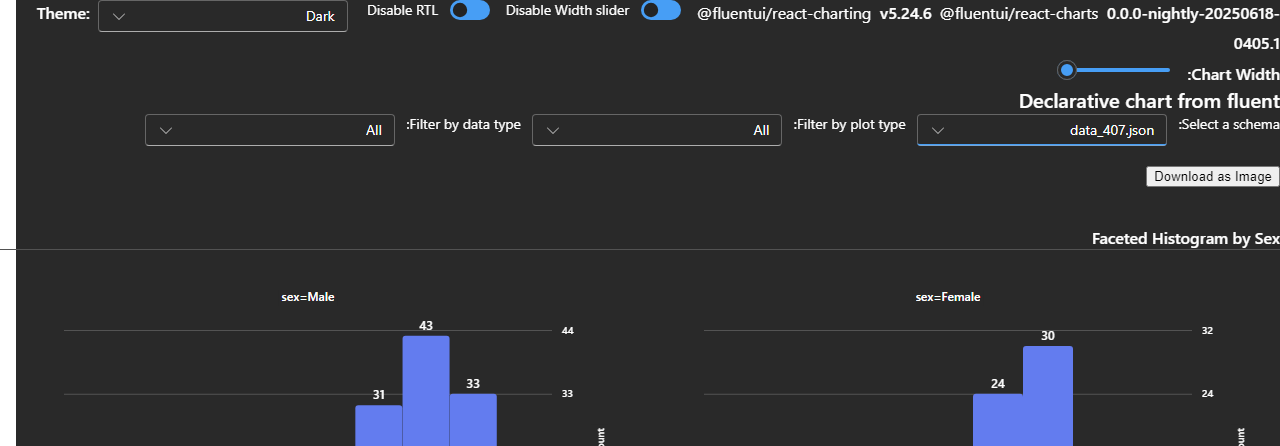 Theme: Dark Disable RTL Disable Width slider @fluentui/react-charting v5.24.6 @fluentui/react-charts 0.0.0-nightly-20250618-
0405.1
:Chart Width
Declarative chart from fluent
:Select a schema data_407.json :Filter by plot type All :Filter by data type All
Download as Image
Faceted Histogram by Sex
sex=Female
32
30
24
24
sex=Male
44
43
33
33
31